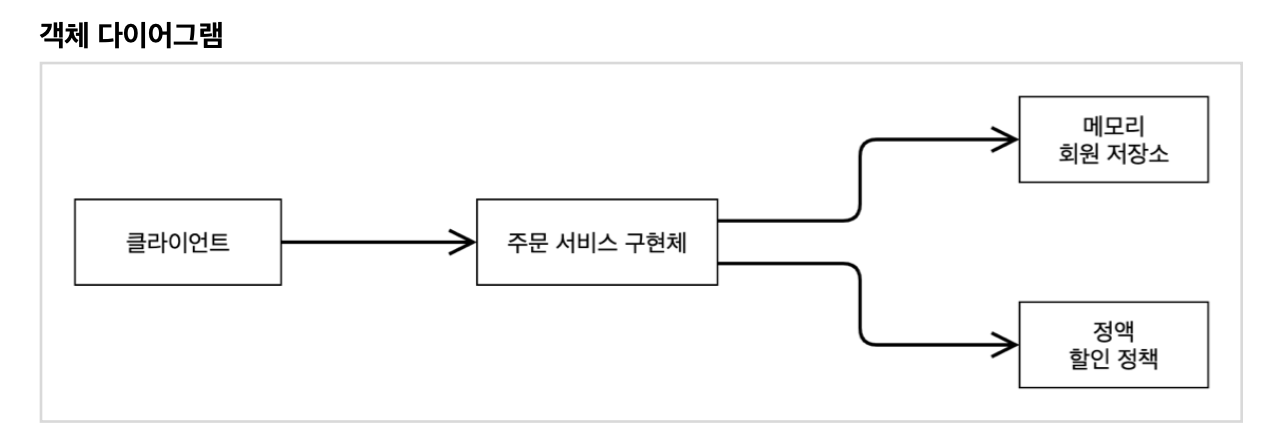 객체 다이어그램
클라이언트
주문 서비스 구현체
메모리
회원 저장소
정액
할인 정책